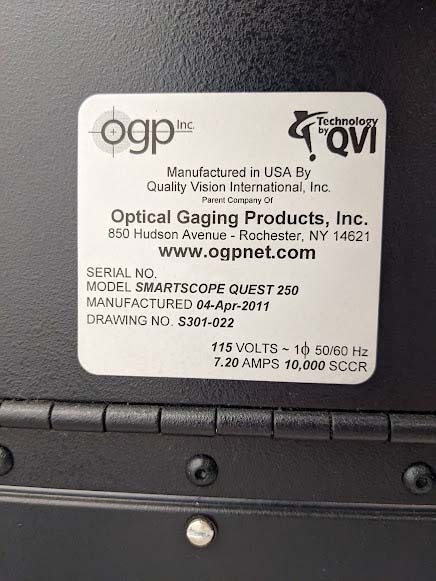 ogp Inc.
Technology
by QVI
Manufactured in USA By
Quality Vision International, Inc.
Parent Company Of
Optical Gaging Products, Inc.
850 Hudson Avenue - Rochester, NY 14621
www.ogpnet.com
SERIAL NO.
MODEL SMARTSCOPE QUEST 250
MANUFACTURED 04-Apr-2011
DRAWING NO. S301-022
115 VOLTS ~ 1ϕ 50/60 Hz
7.20 AMPS 10,000 SCCR